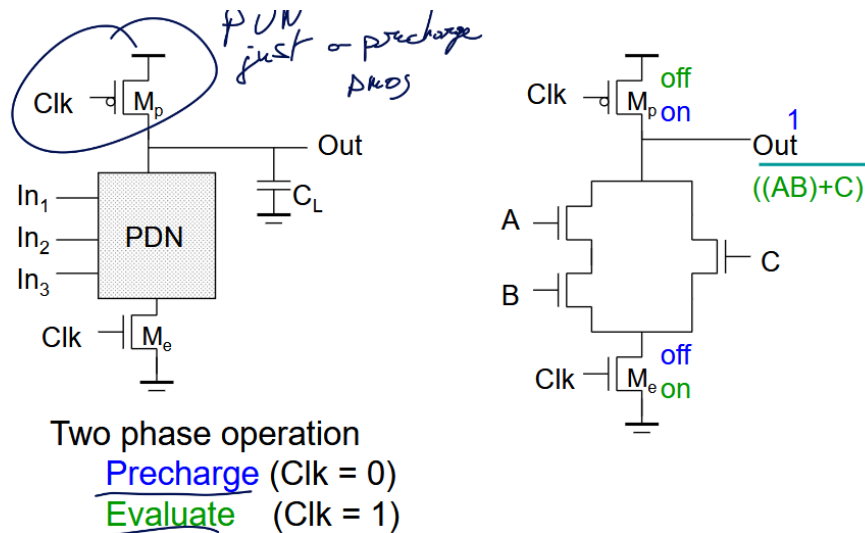 PUN
just a precharge
PMOS
Clk
Mp
Out
CL
In1
In2
In3
PDN
Clk
Me
off
Clk
Mp
on
1
Out
((AB)+C)
A
B
C
off
Clk
Me
on
Two phase operation
Precharge (Clk = 0)
Evaluate (Clk = 1)